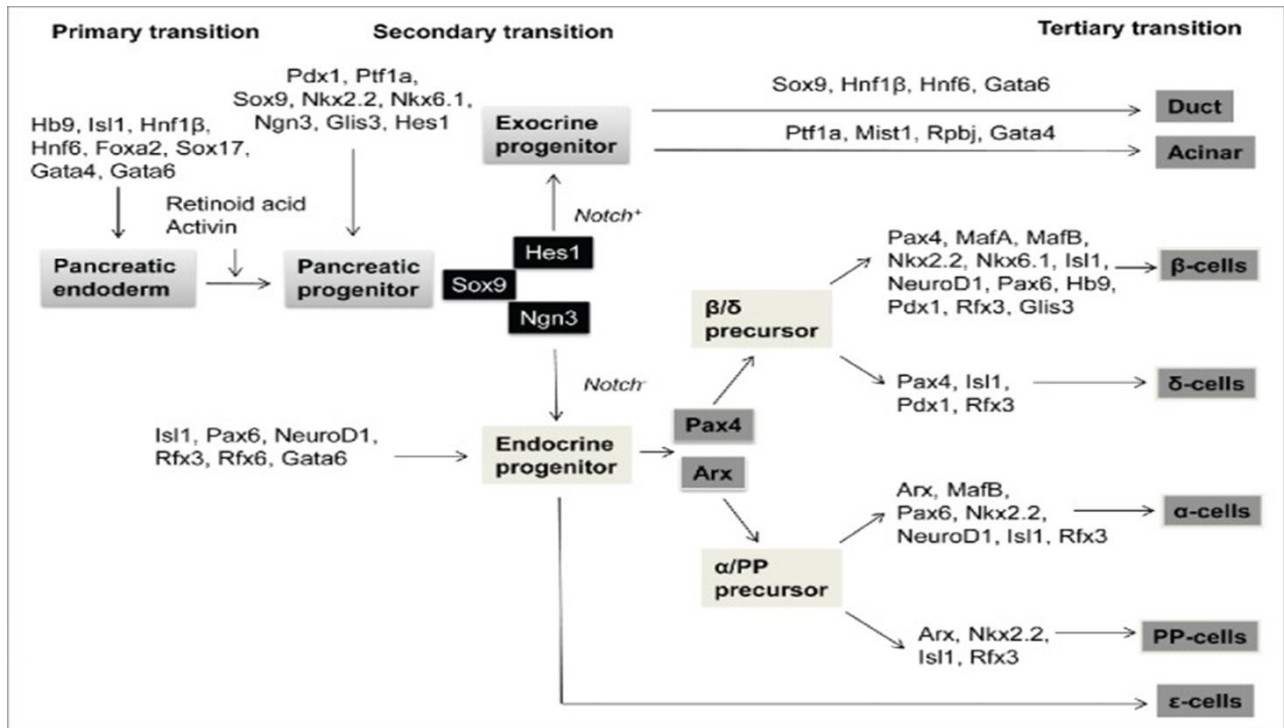 Primary transition
Secondary transition
Tertiary transition
Pdx1, Ptf1a,
Sox9, Nkx2.2, Nkx6.1,
Ngn3, Glis3, Hes1
Hb9, Isl1, Hnf1β,
Hnf6, Foxa2, Sox17,
Gata4, Gata6
Retinoid acid
Activin
Exocrine
progenitor
Sox9, Hnf1β, Hnf6, Gata6
Duct
Ptf1a, Mist1, Rpbj, Gata4
Acinar
Notch+
Pancreatic
endoderm
Pancreatic
progenitor
Hes1
Sox9
Ngn3
Notch-
β/δ
precursor
Pax4, MafA, MafB,
Nkx2.2, Nkx6.1, Isl1,
NeuroD1, Pax6, Hb9,
Pdx1, Rfx3, Glis3
β-cells
Pax4, Isl1,
Pdx1, Rfx3
δ-cells
Isl1, Pax6, NeuroD1,
Rfx3, Rfx6, Gata6
Endocrine
progenitor
Pax4
Arx
α/PP
precursor
Arx, MafB,
Pax6, Nkx2.2,
NeuroD1, Isl1, Rfx3
α-cells
Arx, Nkx2.2,
Isl1, Rfx3
PP-cells
ε-cells